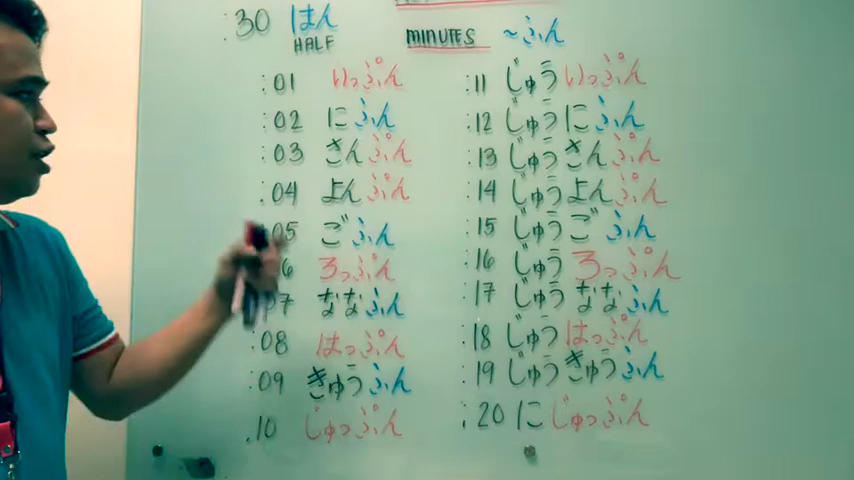 :30 はん
HALF
MINUTES ~ふん
:01 いっぷん
:02 にふん
:03 さんぷん
:04 よんぷん
:05 ごふん
6 ろっぷん
:07 ななふん
:08 はっぷん
:09 きゅうふん
:10 じゅっぷん
:11 じゅういっぷん
:12 じゅうにふん
:13 じゅうさんぷん
:14 じゅうよんぷん
:15 じゅうごふん
:16 じゅうろっぷん
:17 じゅうななふん
:18 じゅうはっぷん
:19 じゅうきゅうふん
:20 にじゅっぷん